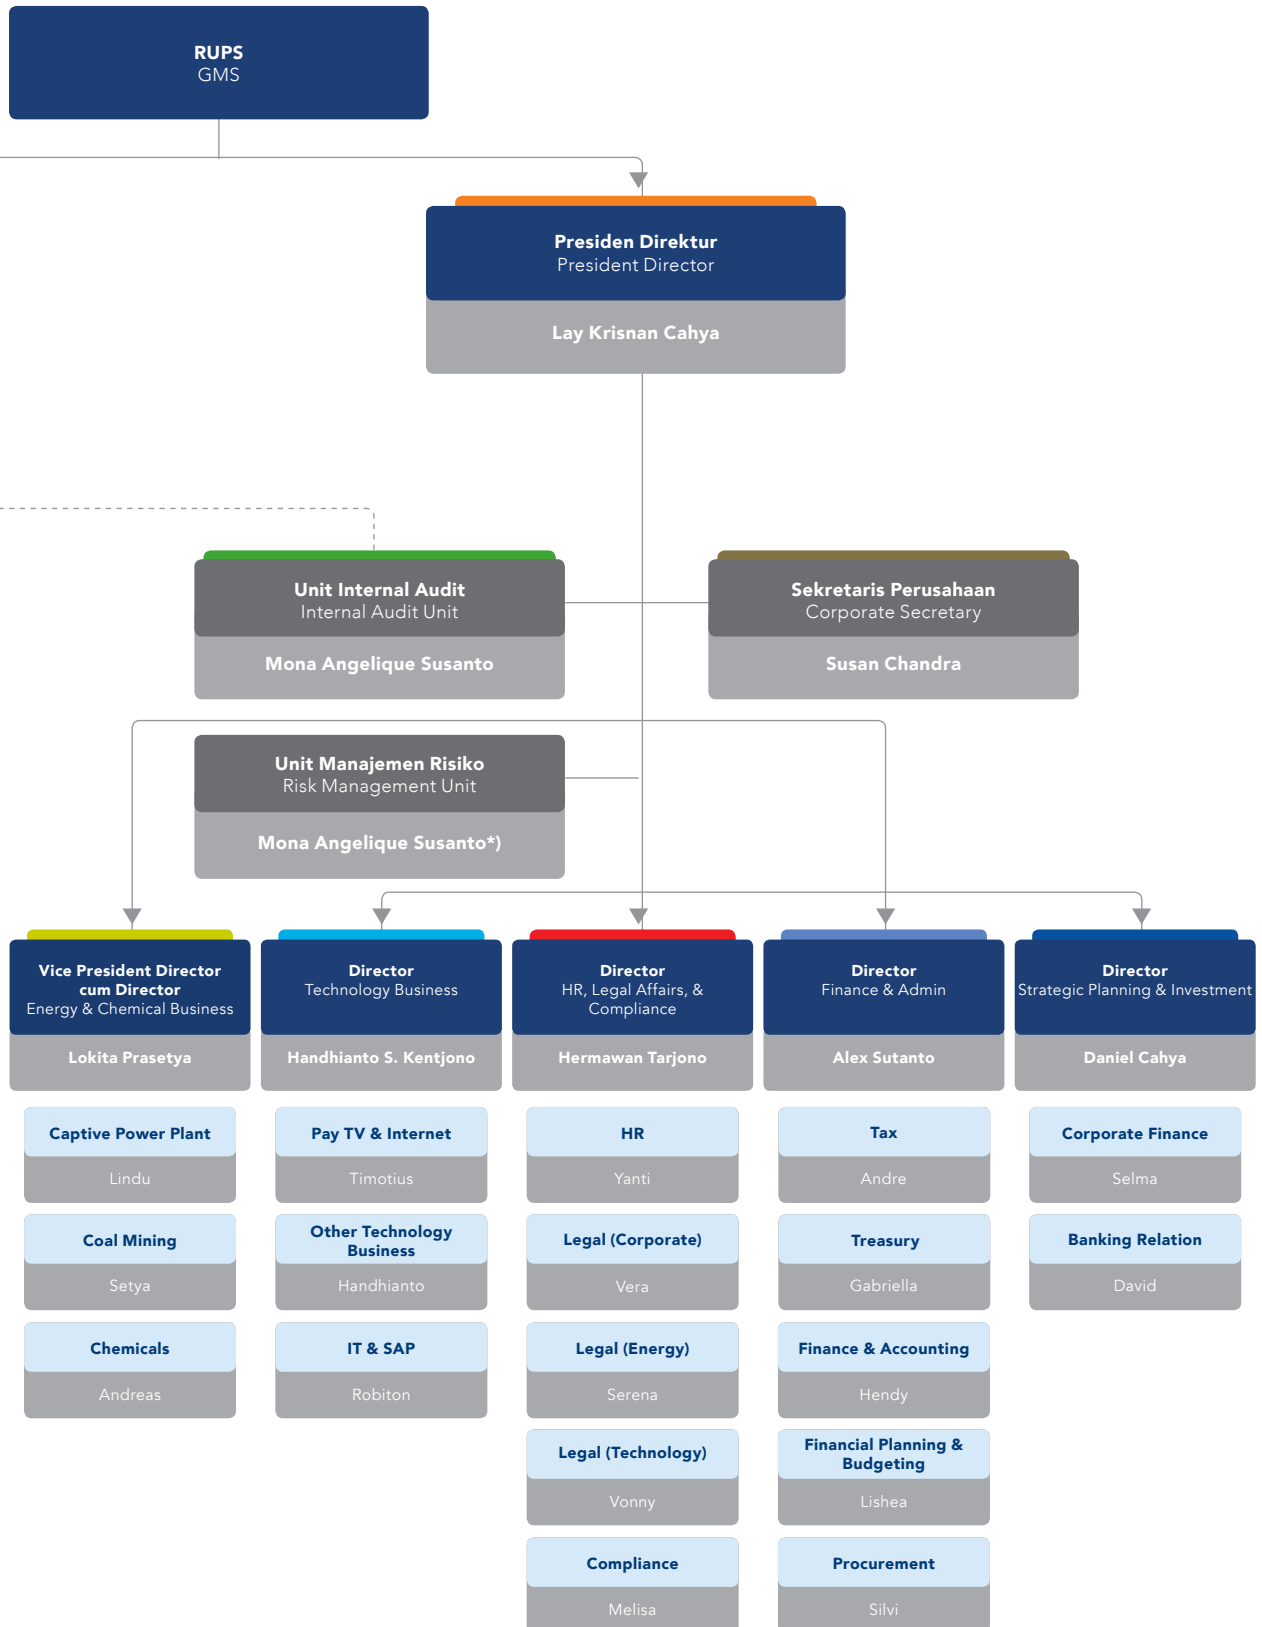 RUPS
GMS
Presiden Direktur
President Director
Lay Krisnan Cahya
Unit Internal Audit
Internal Audit Unit
Mona Angelique Susanto
Sekretaris Perusahaan
Corporate Secretary
Susan Chandra
Unit Manajemen Risiko
Risk Management Unit
Mona Angelique Susanto*)
Vice President Director
cum Director
Energy & Chemical Business
Lokita Prasetya
Captive Power Plant
Lindu
Coal Mining
Setya
Chemicals
Andreas
Director
Technology Business
Handhianto S. Kentjono
Pay TV & Internet
Timotius
Other Technology
Business
Handhianto
IT & SAP
Robiton
Director
HR, Legal Affairs, &
Compliance
Hermawan Tarjono
HR
Yanti
Legal (Corporate)
Vera
Legal (Energy)
Serena
Legal (Technology)
Vonny
Compliance
Melisa
Director
Finance & Admin
Alex Sutanto
Tax
Andre
Treasury
Gabriella
Finance & Accounting
Hendy
Financial Planning &
Budgeting
Lishea
Procurement
Silvi
Director
Strategic Planning & Investment
Daniel Cahya
Corporate Finance
Selma
Banking Relation
David